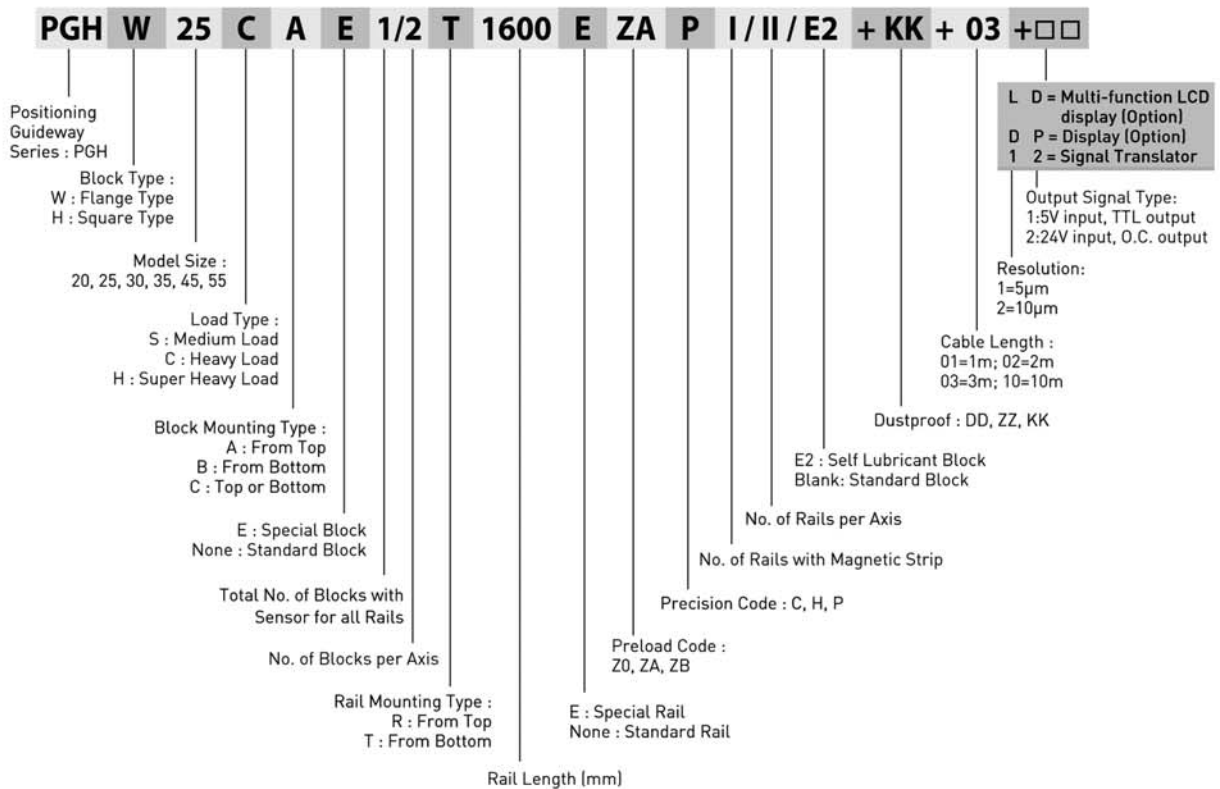 PGH W 25 C A E 1/2 T 1600 E ZA P I / II / E2 + KK + 03 +□□
Positioning
Guideway
Series : PGH
Block Type :
W : Flange Type
H : Square Type
Model Size :
20, 25, 30, 35, 45, 55
Load Type :
S : Medium Load
C : Heavy Load
H : Super Heavy Load
Block Mounting Type :
A : From Top
B : From Bottom
C : Top or Bottom
E : Special Block
None : Standard Block
Total No. of Blocks with
Sensor for all Rails
No. of Blocks per Axis
Rail Mounting Type :
R : From Top
T : From Bottom
Rail Length (mm)
E : Special Rail
None : Standard Rail
Preload Code :
Z0, ZA, ZB
Precision Code : C, H, P
No. of Rails with Magnetic Strip
No. of Rails per Axis
E2 : Self Lubricant Block
Blank: Standard Block
Dustproof : DD, ZZ, KK
Cable Length :
01=1m; 02=2m
03=3m; 10=10m
Resolution:
1=5μm
2=10μm
Output Signal Type:
1:5V input, TTL output
2:24V input, O.C. output
L D = Multi-function LCD
display (Option)
D P = Display (Option)
1 2 = Signal Translator